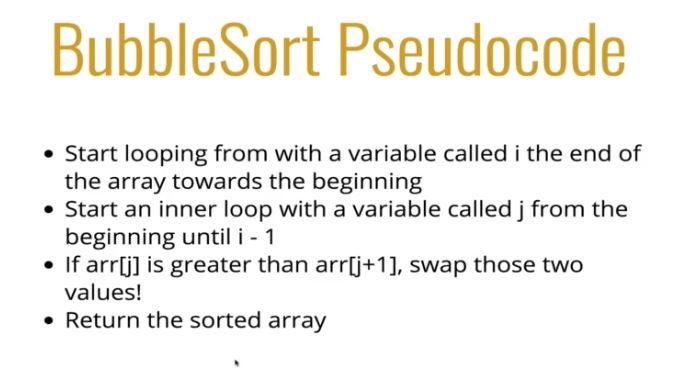 BubbleSort Pseudocode
• Start looping from with a variable called i the end of
the array towards the beginning
• Start an inner loop with a variable called j from the
beginning until i - 1
• If arr[j] is greater than arr[j+1], swap those two
values!
• Return the sorted array